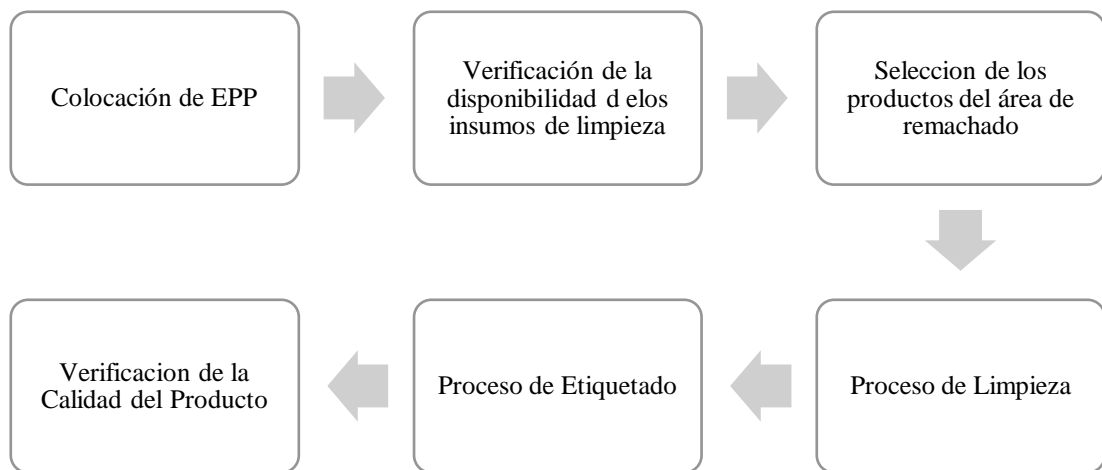 Colocación de EPP
Verificación de la
disponibilidad d elos
insumos de limpieza
Seleccion de los
productos del área de
remachado
Proceso de Limpieza
Proceso de Etiquetado
Verificacion de la
Calidad del Producto